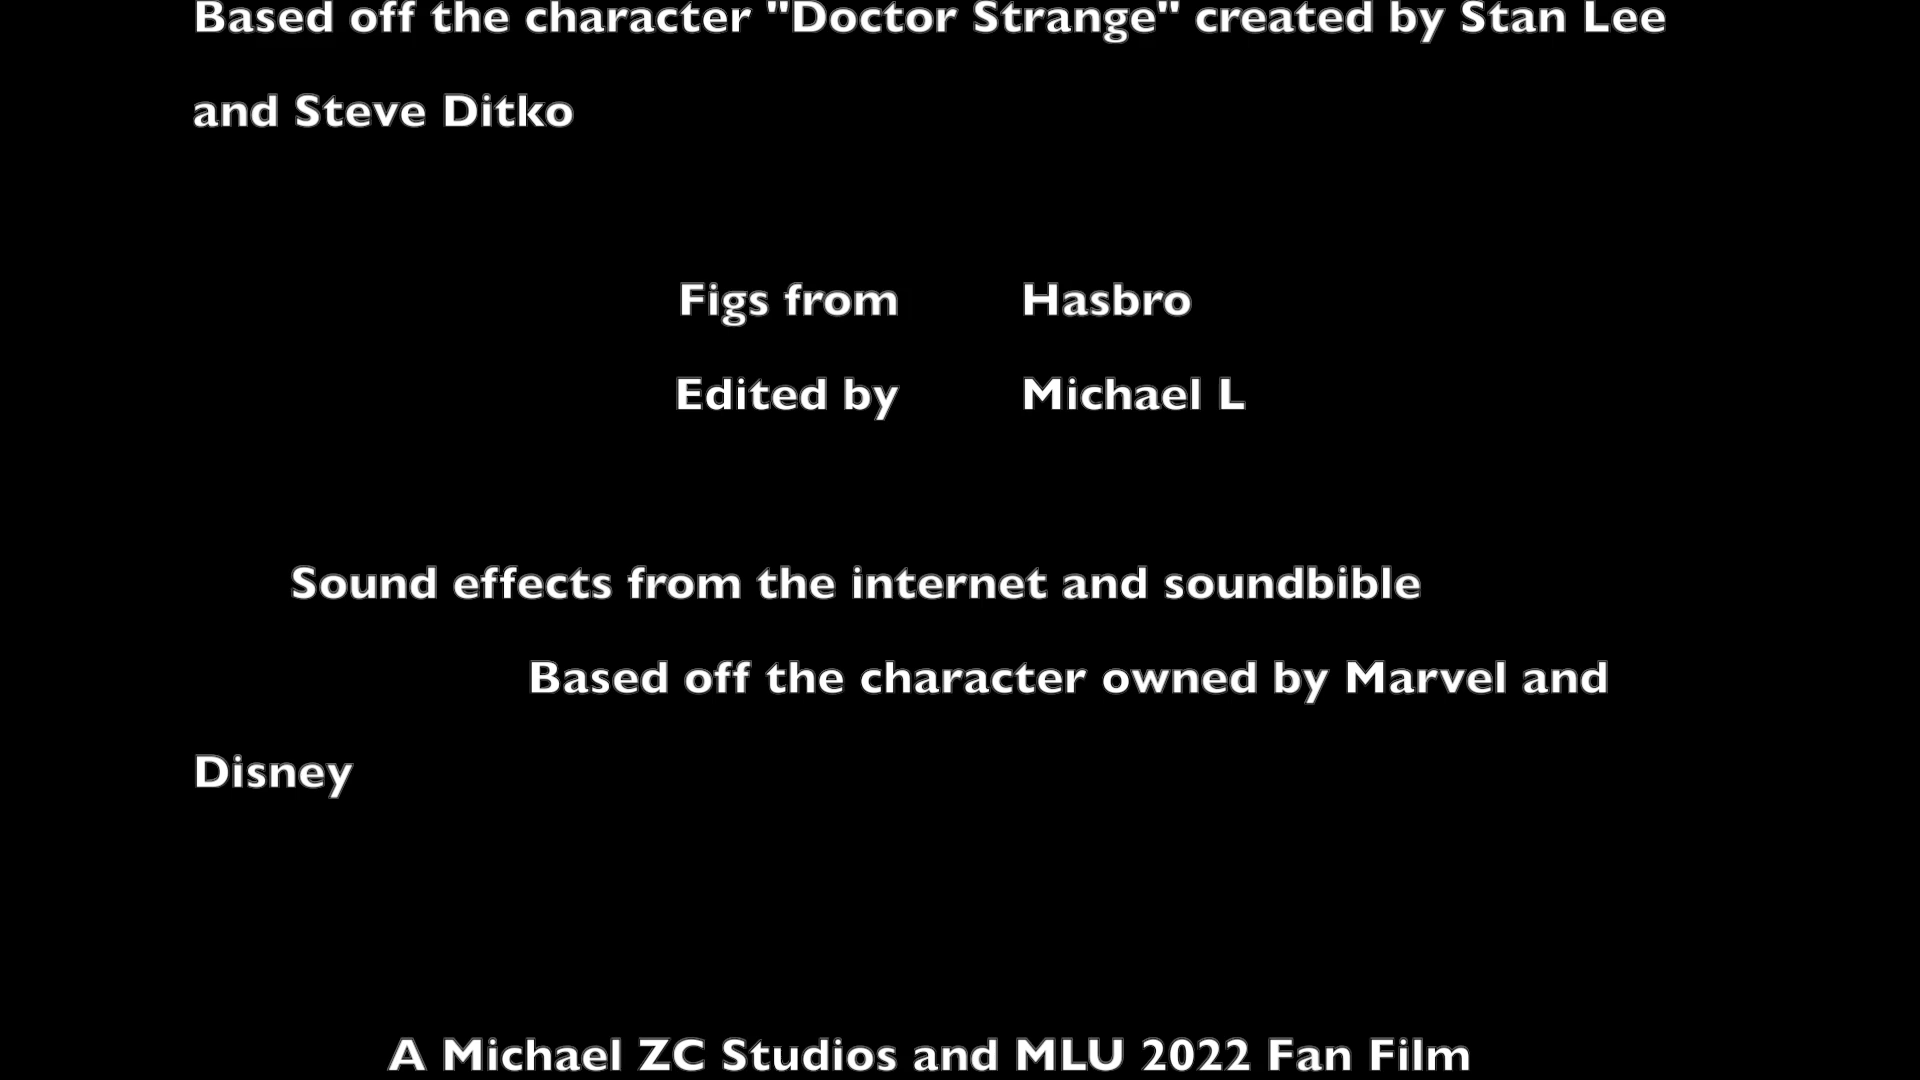 Based off the character "Doctor Strange" created by Stan Lee
and Steve Ditko
Figs from Hasbro
Edited by Michael L
Sound effects from the internet and soundbible
Based off the character owned by Marvel and
Disney
A Michael ZC Studios and MLU 2022 Fan Film